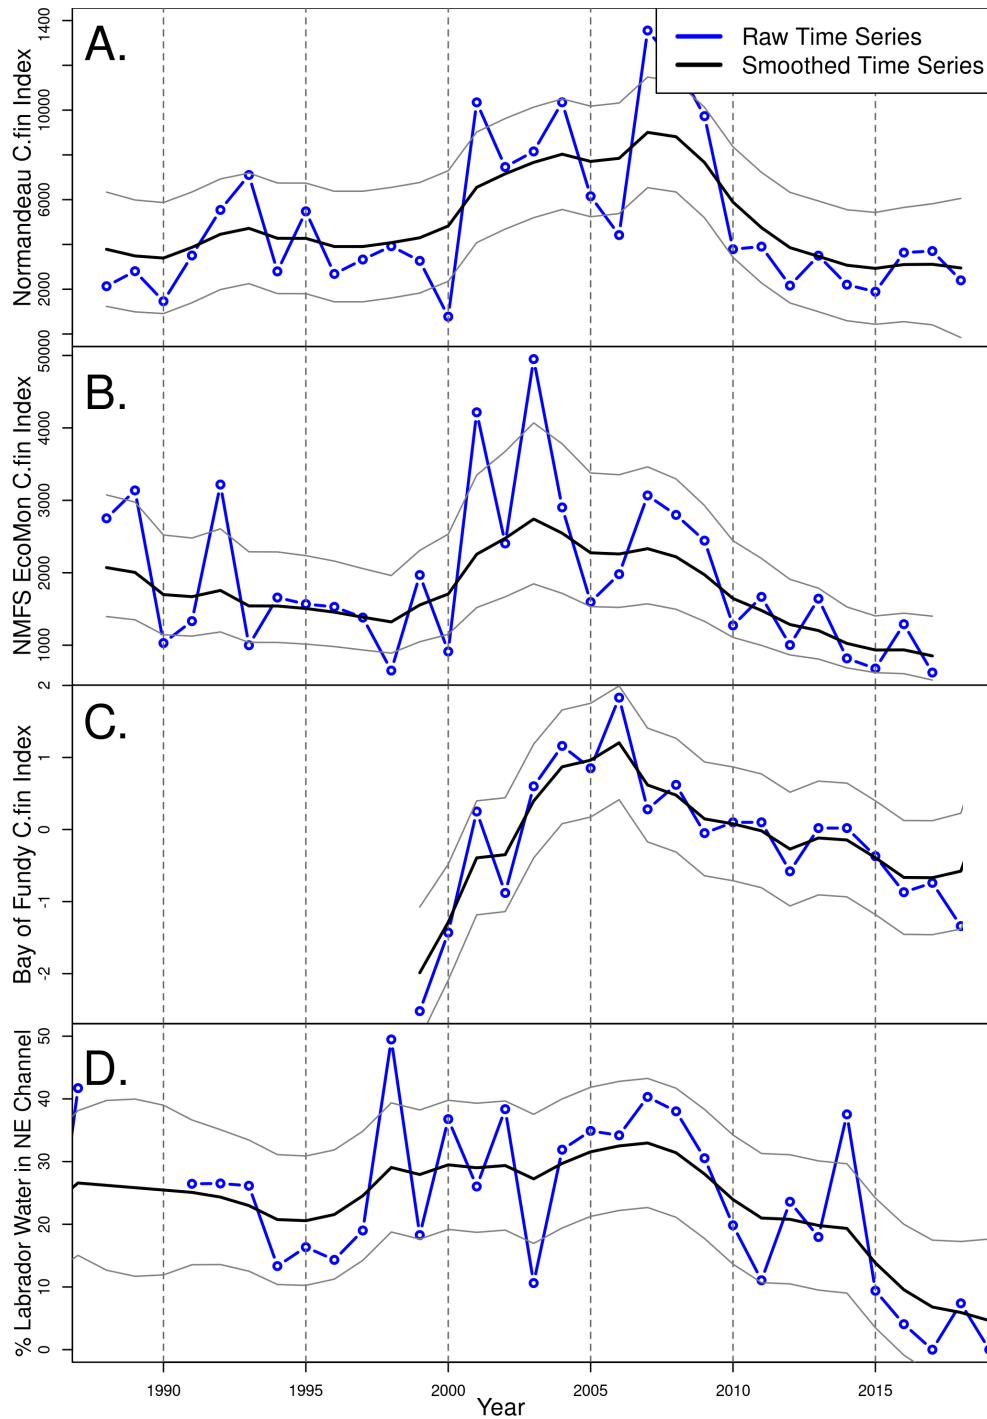 A.
Raw Time Series
Smoothed Time Series
Normandeau C.fin Index
1400
10000
6000
2000
B.
NMFS EcoMon C.fin Index
50000
4000
3000
2000
1000
C.
Bay of Fundy C.fin Index
2
1
0
1
-2
D.
% Labrador Water in NE Channel
50
40
30
20
10
0
1990 1995 2000 2005 2010 2015
Year